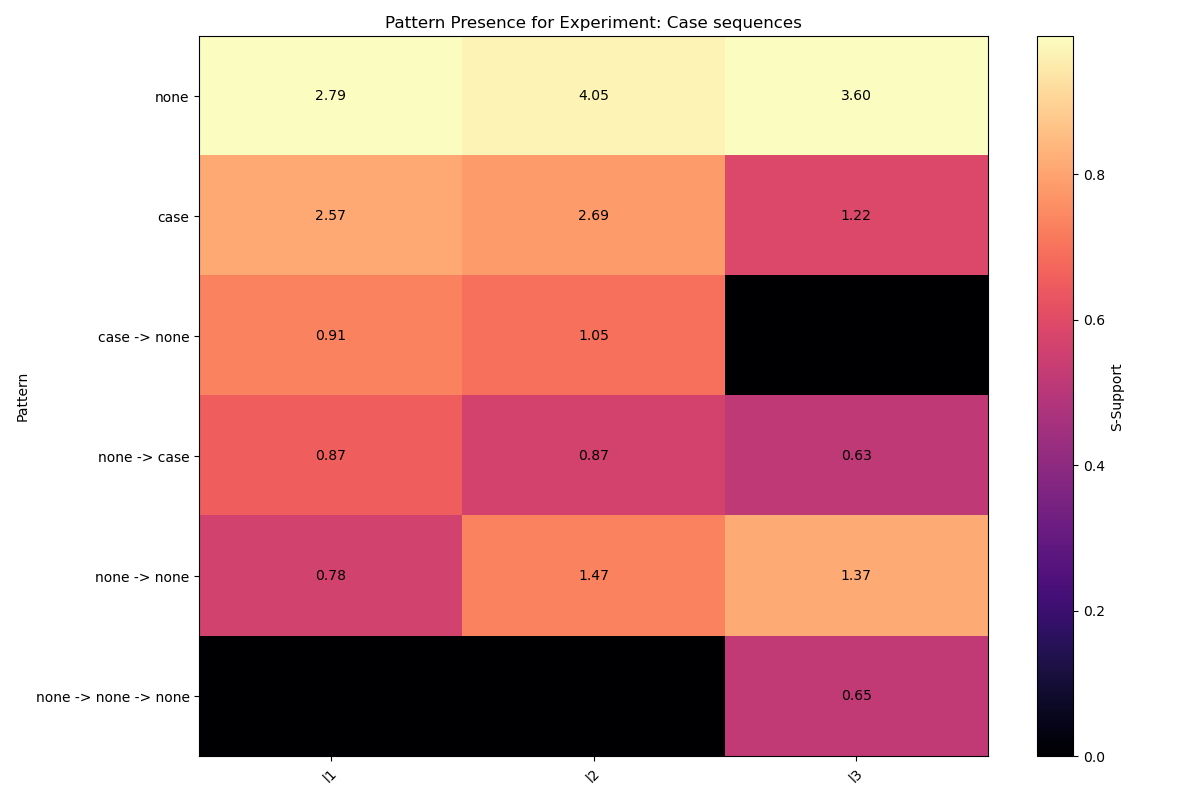 Pattern Presence for Experiment: Case sequences
none
2.79
4.05
3.60
case
2.57
2.69
1.22
case -> none
0.91
1.05
none -> case
0.87
0.87
0.63
none -> none
0.78
1.47
1.37
none -> none -> none
0.65
Pattern
l1
l2
l3
0.8
0.6
0.4
0.2
0.0
S-Support